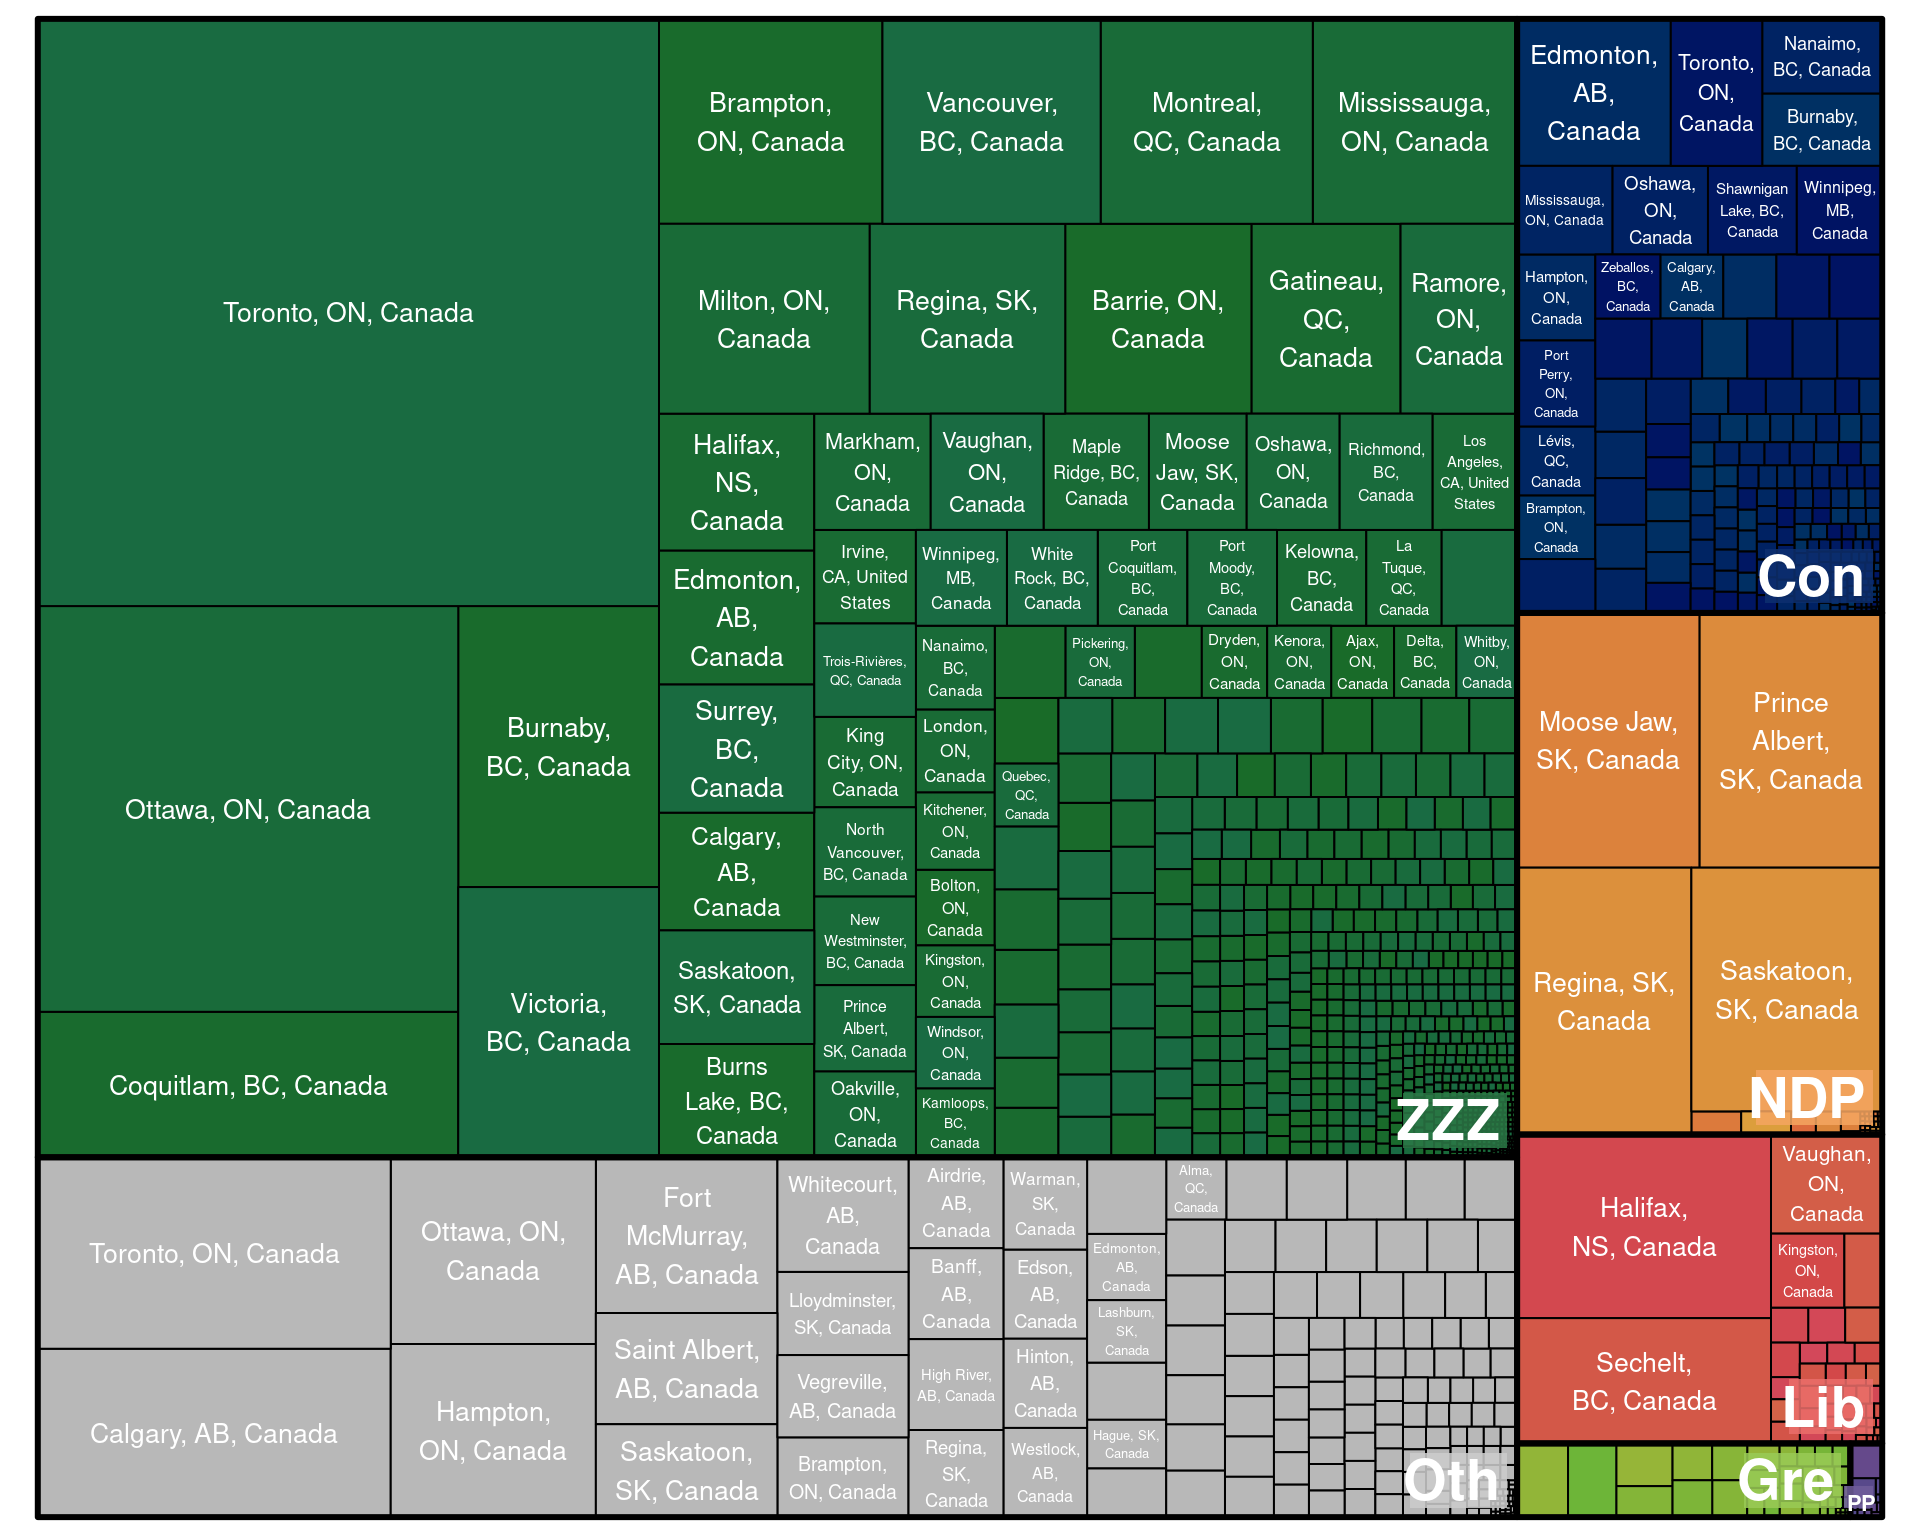 Toronto, ON, Canada
Ottawa, ON, Canada
Coquitlam, BC, Canada
Burnaby,
BC, Canada
Victoria,
BC, Canada
Brampton,
ON, Canada
Vancouver,
BC, Canada
Montreal,
QC, Canada
Mississauga,
ON, Canada
Milton, ON,
Canada
Regina, SK,
Canada
Barrie, ON,
Canada
Gatineau,
QC,
Canada
Ramore,
ON,
Canada
Halifax,
NS,
Canada
Edmonton,
AB,
Canada
Surrey,
BC,
Canada
Calgary,
AB,
Canada
Saskatoon,
SK, Canada
Burns
Lake, BC,
Canada
Markham,
ON,
Canada
Vaughan,
ON,
Canada
Maple
Ridge, BC,
Canada
Moose
Jaw, SK,
Canada
Oshawa,
ON,
Canada
Richmond,
BC,
Canada
Los
Angeles,
CA, United
States
Irvine,
CA, United
States
Trois-Rivières,
QC, Canada
King
City, ON,
Canada
North
Vancouver,
BC, Canada
New
Westminster,
BC, Canada
Prince
Albert,
SK, Canada
Oakville,
ON,
Canada
Winnipeg,
MB,
Canada
White
Rock, BC,
Canada
Port
Coquitlam,
BC,
Canada
Port
Moody,
BC,
Canada
Kelowna,
BC,
Canada
La
Tuque,
QC,
Canada
Nanaimo,
BC,
Canada
London,
ON,
Canada
Kitchener,
ON,
Canada
Bolton,
ON,
Canada
Kingston,
ON,
Canada
Windsor,
ON,
Canada
Kamloops,
BC,
Canada
Pickering,
ON,
Canada
Dryden,
ON,
Canada
Kenora,
ON,
Canada
Ajax,
ON,
Canada
Delta,
BC,
Canada
Whitby,
ON,
Canada
Quebec,
QC,
Canada
ZZZ
Toronto, ON, Canada
Calgary, AB, Canada
Ottawa, ON,
Canada
Hampton,
ON, Canada
Fort
McMurray,
AB, Canada
Saint Albert,
AB, Canada
Saskatoon,
SK, Canada
Whitecourt,
AB,
Canada
Lloydminster,
SK, Canada
Vegreville,
AB, Canada
Brampton,
ON, Canada
Airdrie,
AB,
Canada
Banff,
AB,
Canada
High River,
AB, Canada
Regina,
SK,
Canada
Warman,
SK,
Canada
Edson,
AB,
Canada
Hinton,
AB,
Canada
Westlock,
AB,
Canada
Edmonton,
AB,
Canada
Lashburn,
SK,
Canada
Hague, SK,
Canada
Alma,
QC,
Canada
Oth
Edmonton,
AB,
Canada
Toronto,
ON,
Canada
Nanaimo,
BC, Canada
Burnaby,
BC, Canada
Mississauga,
ON, Canada
Oshawa,
ON,
Canada
Shawnigan
Lake, BC,
Canada
Winnipeg,
MB,
Canada
Hampton,
ON,
Canada
Port
Perry,
ON,
Canada
Lévis,
QC,
Canada
Brampton,
ON,
Canada
Zeballos,
BC,
Canada
Calgary,
AB,
Canada
Con
Moose Jaw,
SK, Canada
Prince
Albert,
SK, Canada
Regina, SK,
Canada
Saskatoon,
SK, Canada
NDP
Halifax,
NS, Canada
Sechelt,
BC, Canada
Vaughan,
ON,
Canada
Kingston,
ON,
Canada
Lib
Gre
PP